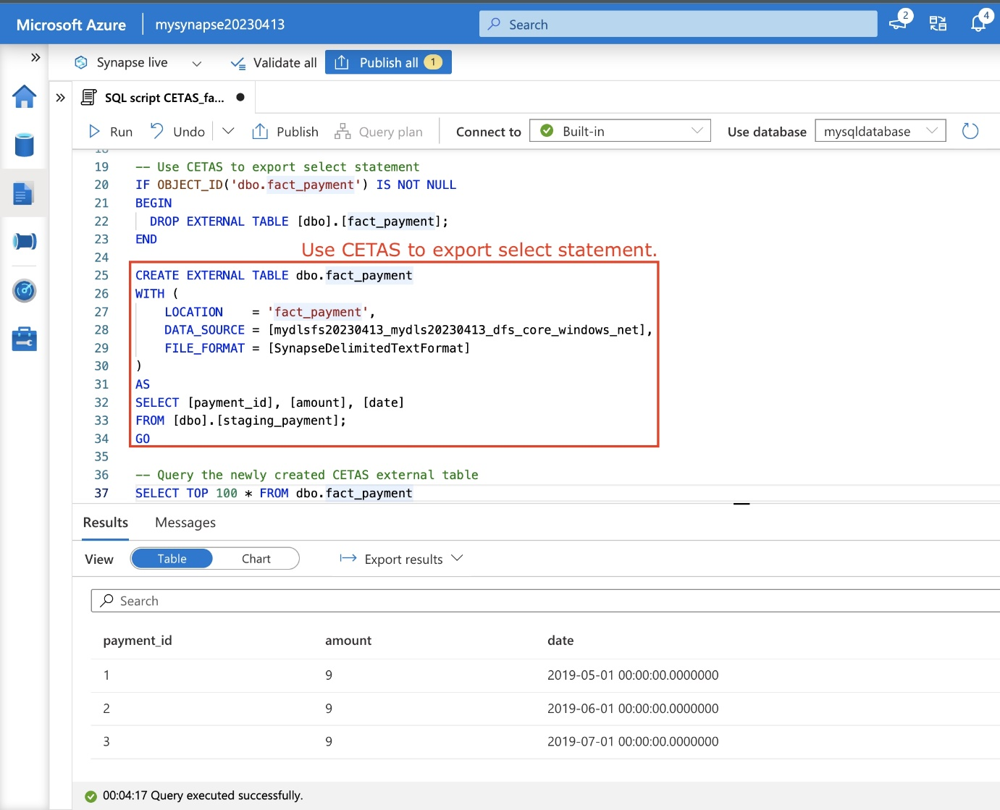 Microsoft Azure mysynapse20230413 Search 2 4
Synapse live Validate all Publish all 1
SQL script CETAS_fa...
Run Undo Publish Query plan Connect to Built-in Use database mysqldatabase
18
19 -- Use CETAS to export select statement
20 IF OBJECT_ID('dbo.fact_payment') IS NOT NULL
21 BEGIN
22 DROP EXTERNAL TABLE [dbo].[fact_payment];
23 END
Use CETAS to export select statement.
24
25 CREATE EXTERNAL TABLE dbo.fact_payment
26 WITH (
27 LOCATION = 'fact_payment',
28 DATA_SOURCE = [mydlsfs20230413_mydls20230413_dfs_core_windows_net],
29 FILE_FORMAT = [SynapseDelimitedTextFormat]
30 )
31 AS
32 SELECT [payment_id], [amount], [date]
33 FROM [dbo].[staging_payment];
34 GO
35
36 -- Query the newly created CETAS external table
37 SELECT TOP 100 * FROM dbo.fact_payment
Results Messages
View Table Chart Export results
Search
payment_id amount date
1 9 2019-05-01 00:00:00.0000000
2 9 2019-06-01 00:00:00.0000000
3 9 2019-07-01 00:00:00.0000000
00:04:17 Query executed successfully.